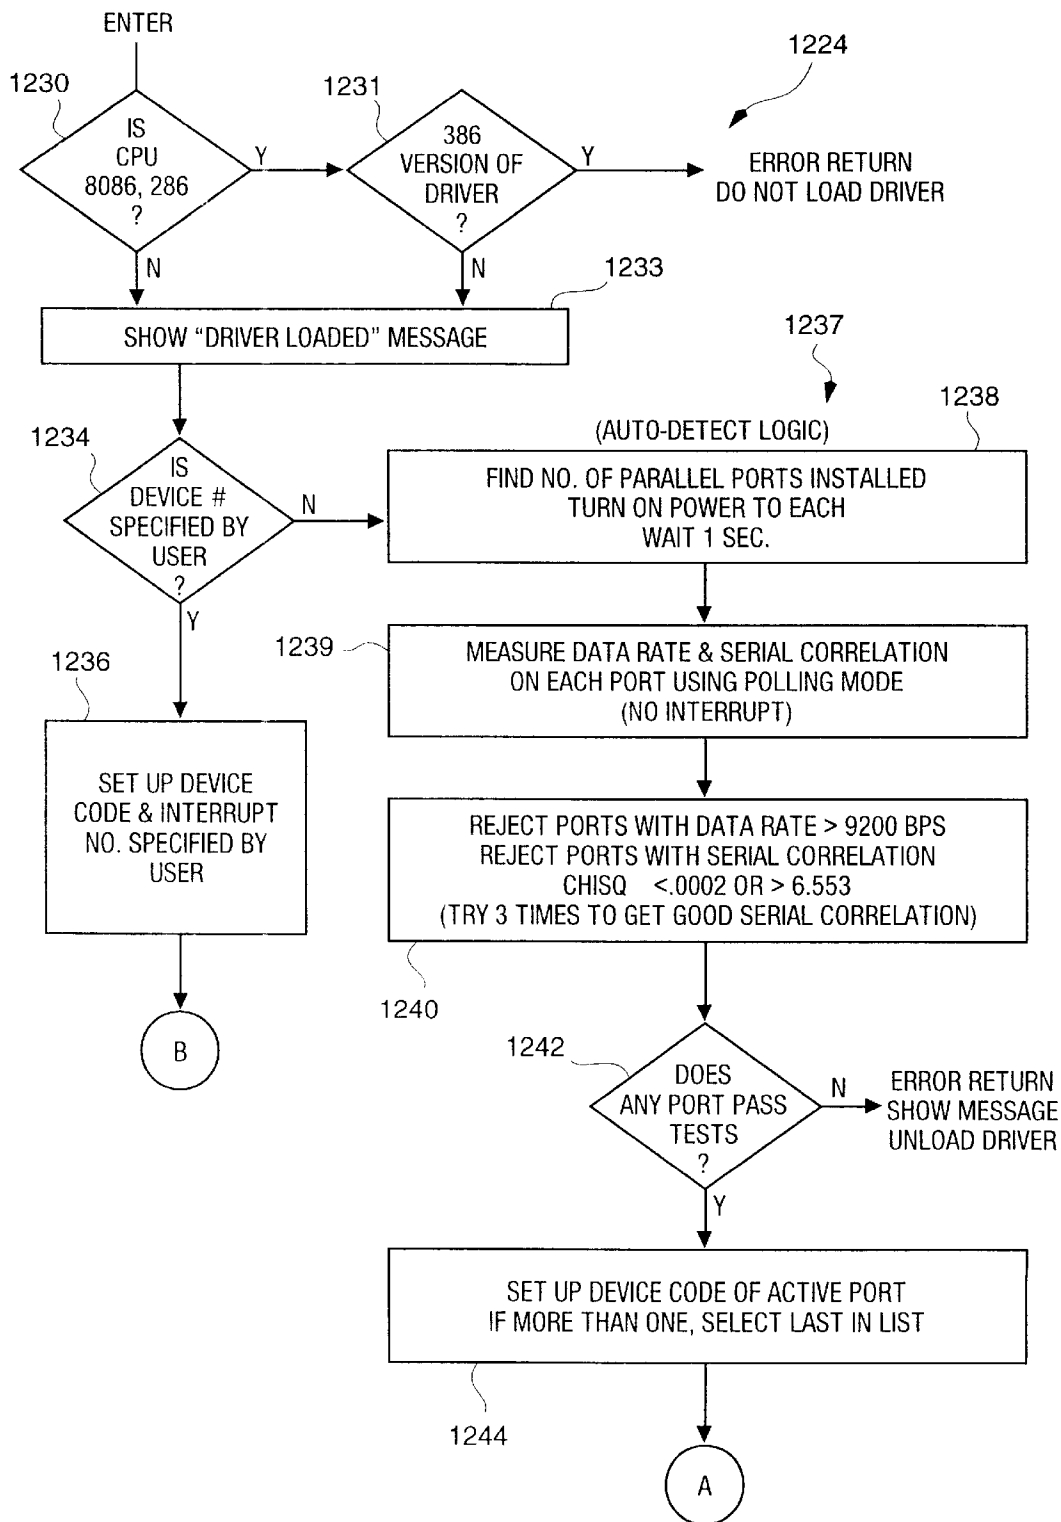 ENTER
1224
1230
1231
IS
CPU
8086, 286
?
Y
386
VERSION OF
DRIVER
?
Y
ERROR RETURN
DO NOT LOAD DRIVER
N
N
1233
SHOW “DRIVER LOADED” MESSAGE
1237
1234
1238
(AUTO-DETECT LOGIC)
IS
DEVICE #
SPECIFIED BY
USER
?
N
Y
FIND NO. OF PARALLEL PORTS INSTALLED
TURN ON POWER TO EACH
WAIT 1 SEC.
1239
MEASURE DATA RATE & SERIAL CORRELATION
ON EACH PORT USING POLLING MODE
(NO INTERRUPT)
1236
SET UP DEVICE
CODE & INTERRUPT
NO. SPECIFIED BY
USER
REJECT PORTS WITH DATA RATE > 9200 BPS
REJECT PORTS WITH SERIAL CORRELATION
CHISQ <.0002 OR > 6.553
(TRY 3 TIMES TO GET GOOD SERIAL CORRELATION)
1240
B
1242
DOES
ANY PORT PASS
TESTS
?
N
ERROR RETURN
SHOW MESSAGE
UNLOAD DRIVER
Y
SET UP DEVICE CODE OF ACTIVE PORT
IF MORE THAN ONE, SELECT LAST IN LIST
1244
A